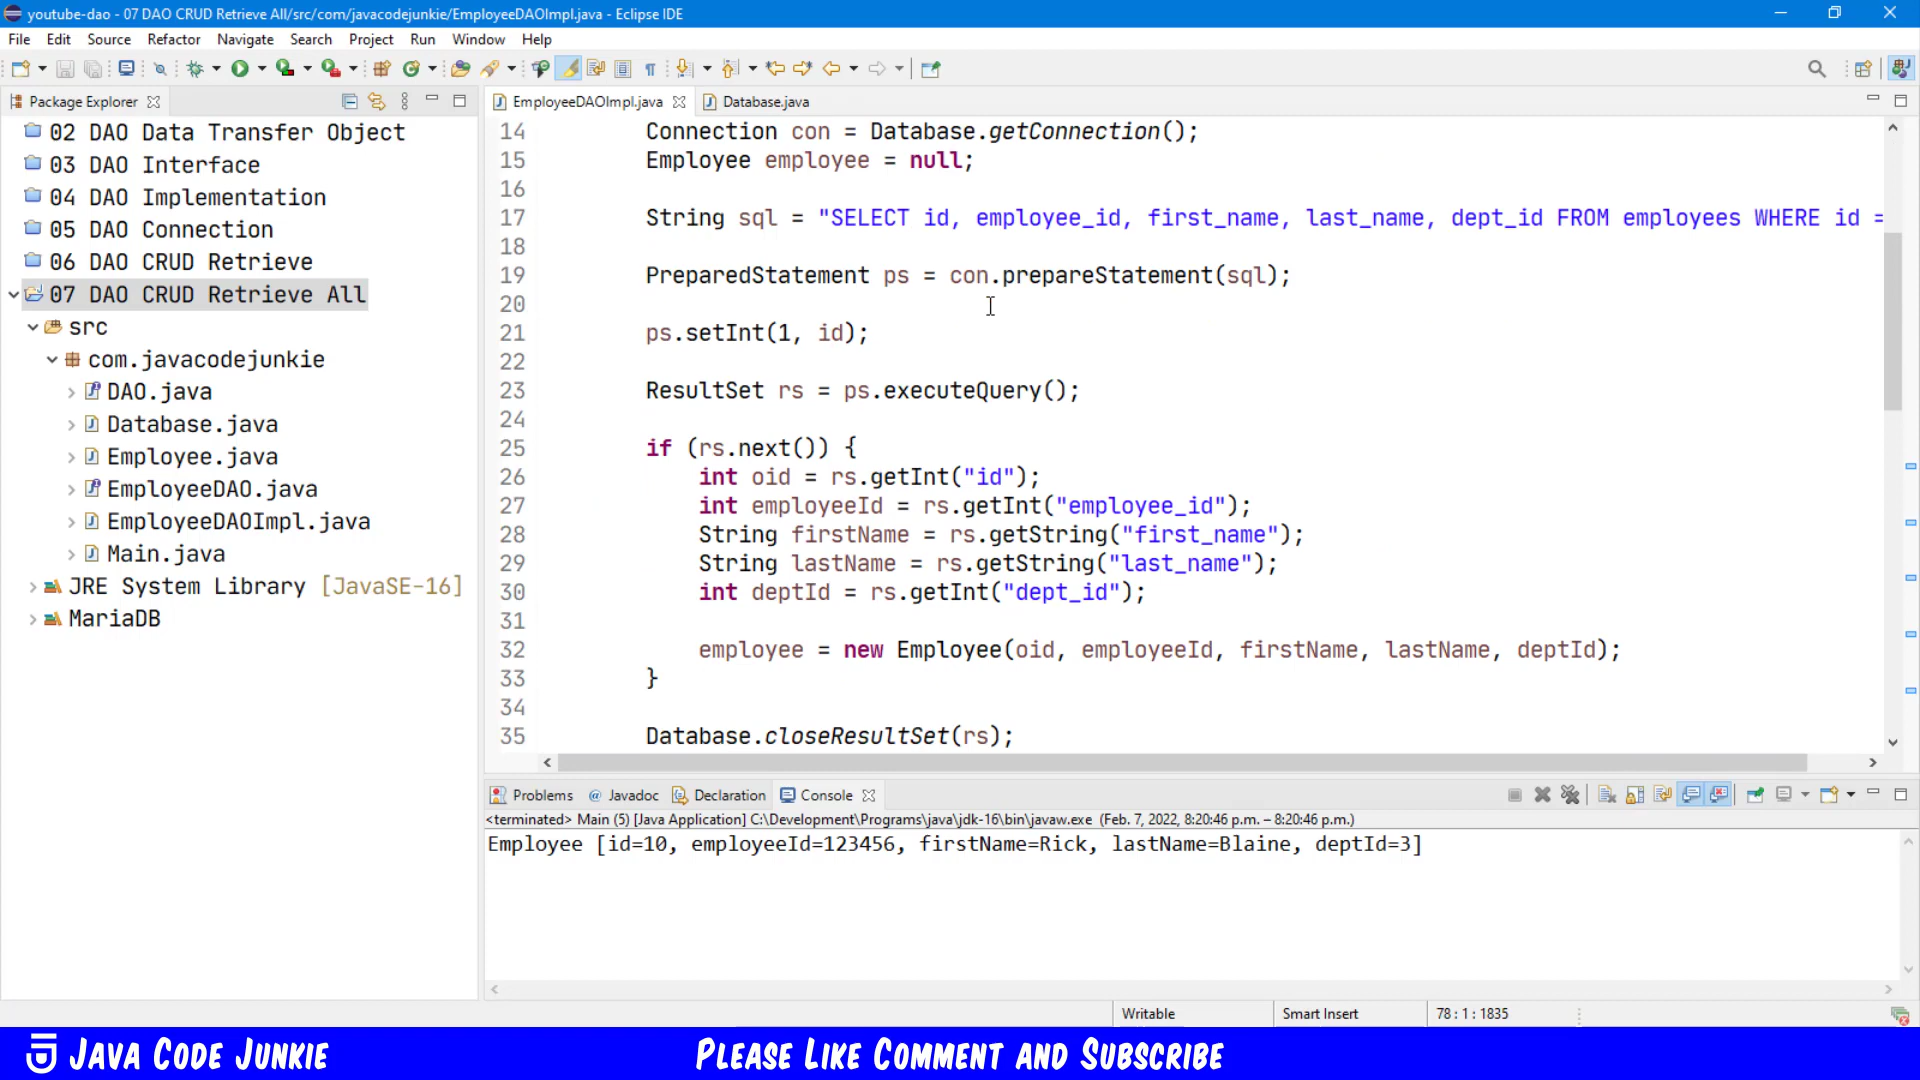 youtube-dao - 07 DAO CRUD Retrieve All/src/com/javacodejunkie/EmployeeDAOImpl.java - Eclipse IDE
File Edit Source Refactor Navigate Search Project Run Window Help
Package Explorer
EmployeeDAOImpl.java Database.java
02 DAO Data Transfer Object
03 DAO Interface
04 DAO Implementation
05 DAO Connection
06 DAO CRUD Retrieve
07 DAO CRUD Retrieve All
src
com.javacodejunkie
DAO.java
Database.java
Employee.java
EmployeeDAO.java
EmployeeDAOImpl.java
Main.java
JRE System Library [JavaSE-16]
MariaDB
14 Connection con = Database.getConnection();
15 Employee employee = null;
16
17 String sql = "SELECT id, employee_id, first_name, last_name, dept_id FROM employees WHERE id =
18
19 PreparedStatement ps = con.prepareStatement(sql);
20
21 ps.setInt(1, id);
22
23 ResultSet rs = ps.executeQuery();
24
25 if (rs.next()) {
26 int oid = rs.getInt("id");
27 int employeeId = rs.getInt("employee_id");
28 String firstName = rs.getString("first_name");
29 String lastName = rs.getString("last_name");
30 int deptId = rs.getInt("dept_id");
31
32 employee = new Employee(oid, employeeId, firstName, lastName, deptId);
33 }
34
35 Database.closeResultSet(rs);
Problems Javadoc Declaration Console
<terminated> Main (5) [Java Application] C:\Development\Programs\java\jdk-16\bin\javaw.exe (Feb. 7, 2022, 8:20:46 p.m. – 8:20:46 p.m.)
Employee [id=10, employeeId=123456, firstName=Rick, lastName=Blaine, deptId=3]
Writable Smart Insert 78 : 1 : 1835
Java Code Junkie
Please Like Comment and Subscribe